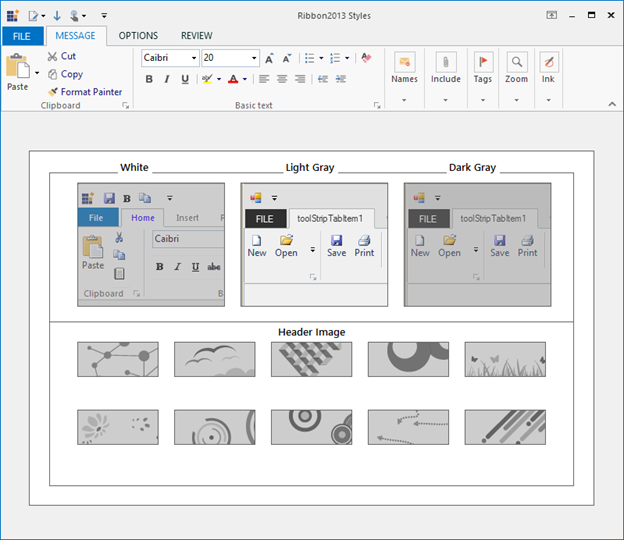 Ribbon2013 Styles
FILE MESSAGE OPTIONS REVIEW
Paste
Cut
Copy
Format Painter
Clipboard
Caibri 20 A A
B I U A
Basic text
Names
Include
Tags
Zoom
Ink
White Light Gray Dark Gray
B
File Home Insert
Paste
Caibri
B I U abc
Clipboard B
FILE toolStripTabItem1
New Open Save Print
FILE toolStripTabItem1
New Open Save Print
Header Image